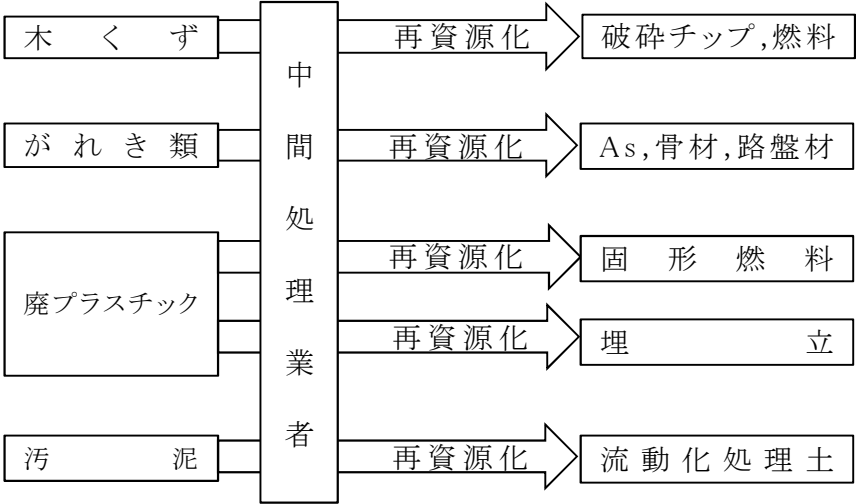 木くず
再資源化
破砕チップ,燃料
中間処理業者
がれき類
再資源化
As,骨材,路盤材
廃プラスチック
再資源化
固形燃料
再資源化
埋立
汚泥
再資源化
流動化処理土